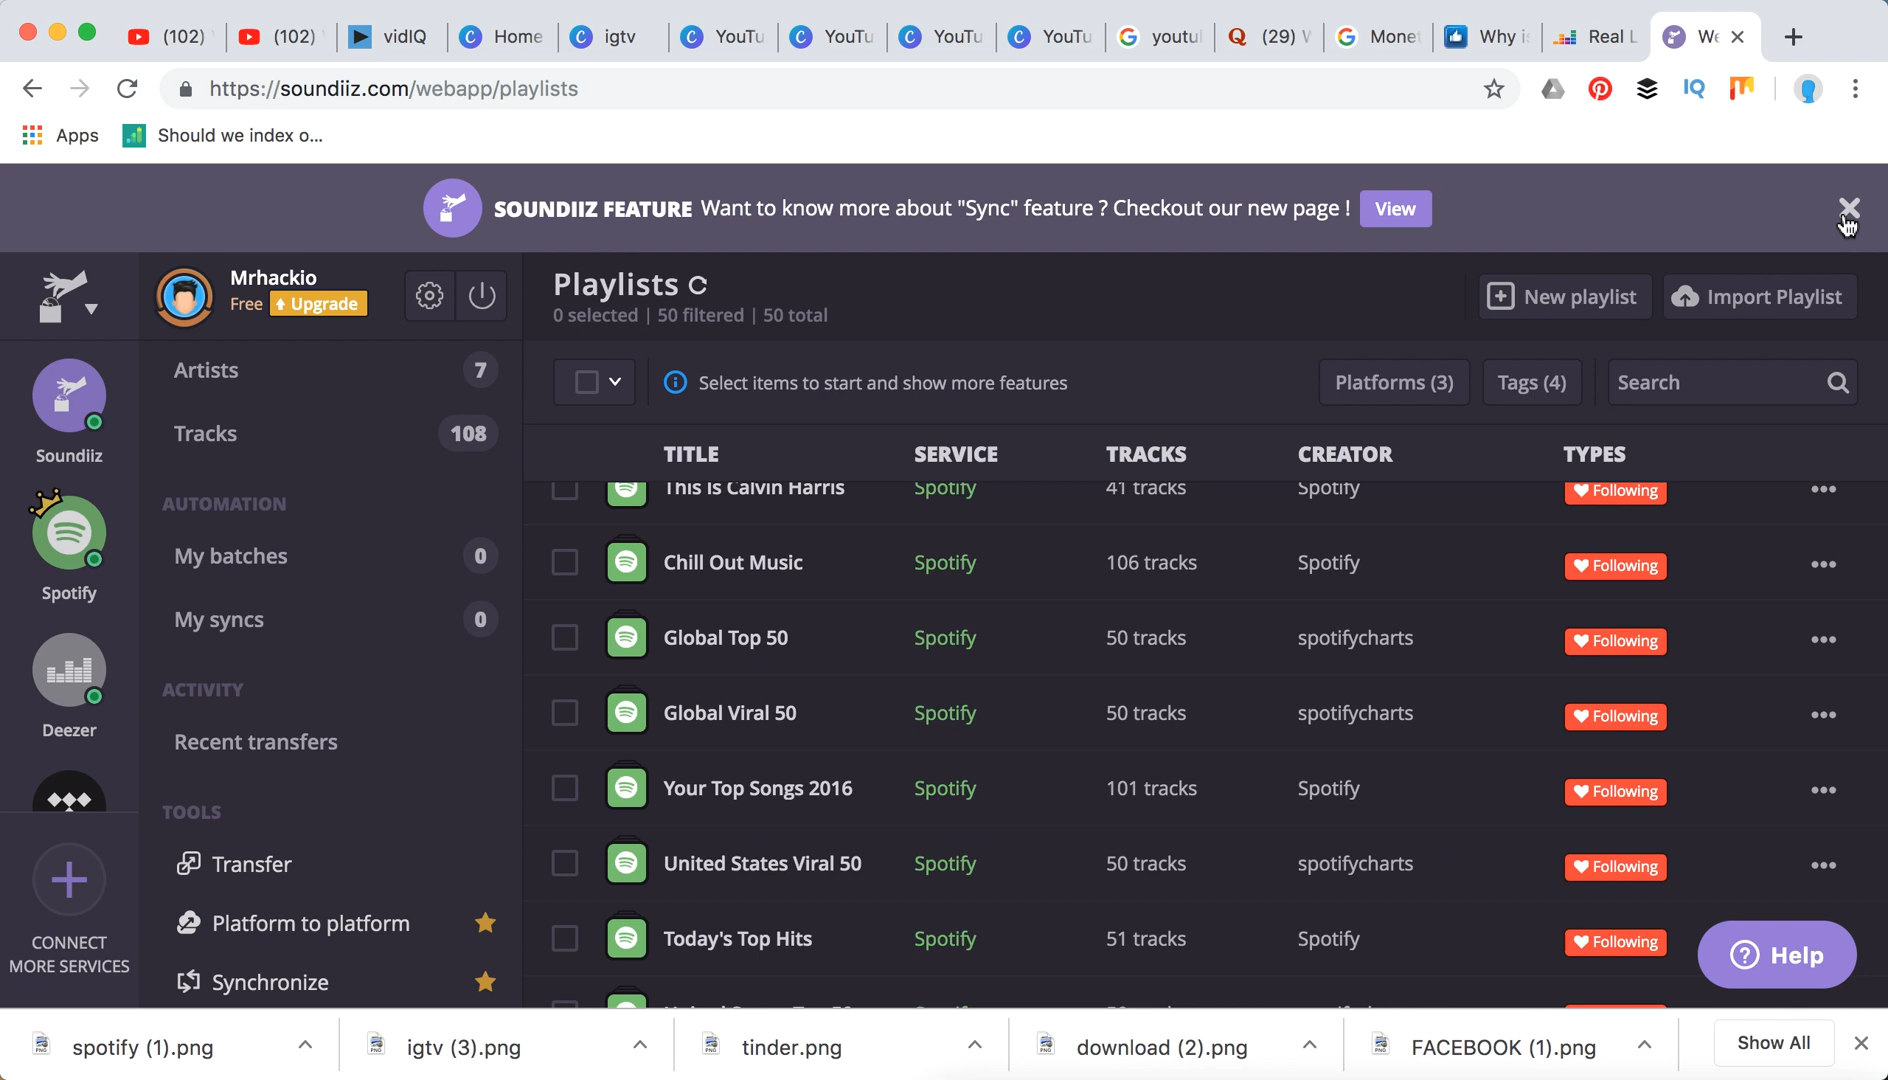 (102)
(102)
vidIQ
Home
igtv
YouTu
YouTu
YouTu
YouTu
youtul
(29) V
Monet
Why is
Real L
We
https://soundiiz.com/webapp/playlists
IQ
Apps
Should we index o...
SOUNDIIZ FEATURE Want to know more about "Sync" feature ? Checkout our new page !
View
Mrhackio
Free Upgrade
Playlists
0 selected | 50 filtered | 50 total
New playlist
Import Playlist
Soundiiz
Spotify
Deezer
CONNECT
MORE SERVICES
Artists 7
Tracks 108
AUTOMATION
My batches 0
My syncs 0
ACTIVITY
Recent transfers
TOOLS
Transfer
Platform to platform
Synchronize
Select items to start and show more features
Platforms (3)
Tags (4)
Search
TITLE SERVICE TRACKS CREATOR TYPES
This Is Calvin Harris Spotify 41 tracks Spotify Following
Chill Out Music Spotify 106 tracks Spotify Following
Global Top 50 Spotify 50 tracks spotifycharts Following
Global Viral 50 Spotify 50 tracks spotifycharts Following
Your Top Songs 2016 Spotify 101 tracks Spotify Following
United States Viral 50 Spotify 50 tracks spotifycharts Following
Today's Top Hits Spotify 51 tracks Spotify Following
Help
spotify (1).png
igtv (3).png
tinder.png
download (2).png
FACEBOOK (1).png
Show All